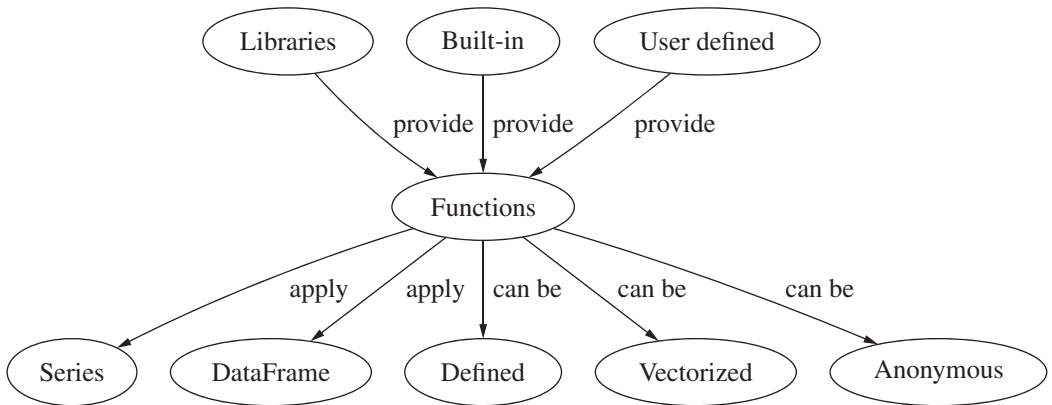 Libraries
Built-in
User defined
provide
provide
provide
Functions
apply
apply
can be
can be
can be
Series
DataFrame
Defined
Vectorized
Anonymous